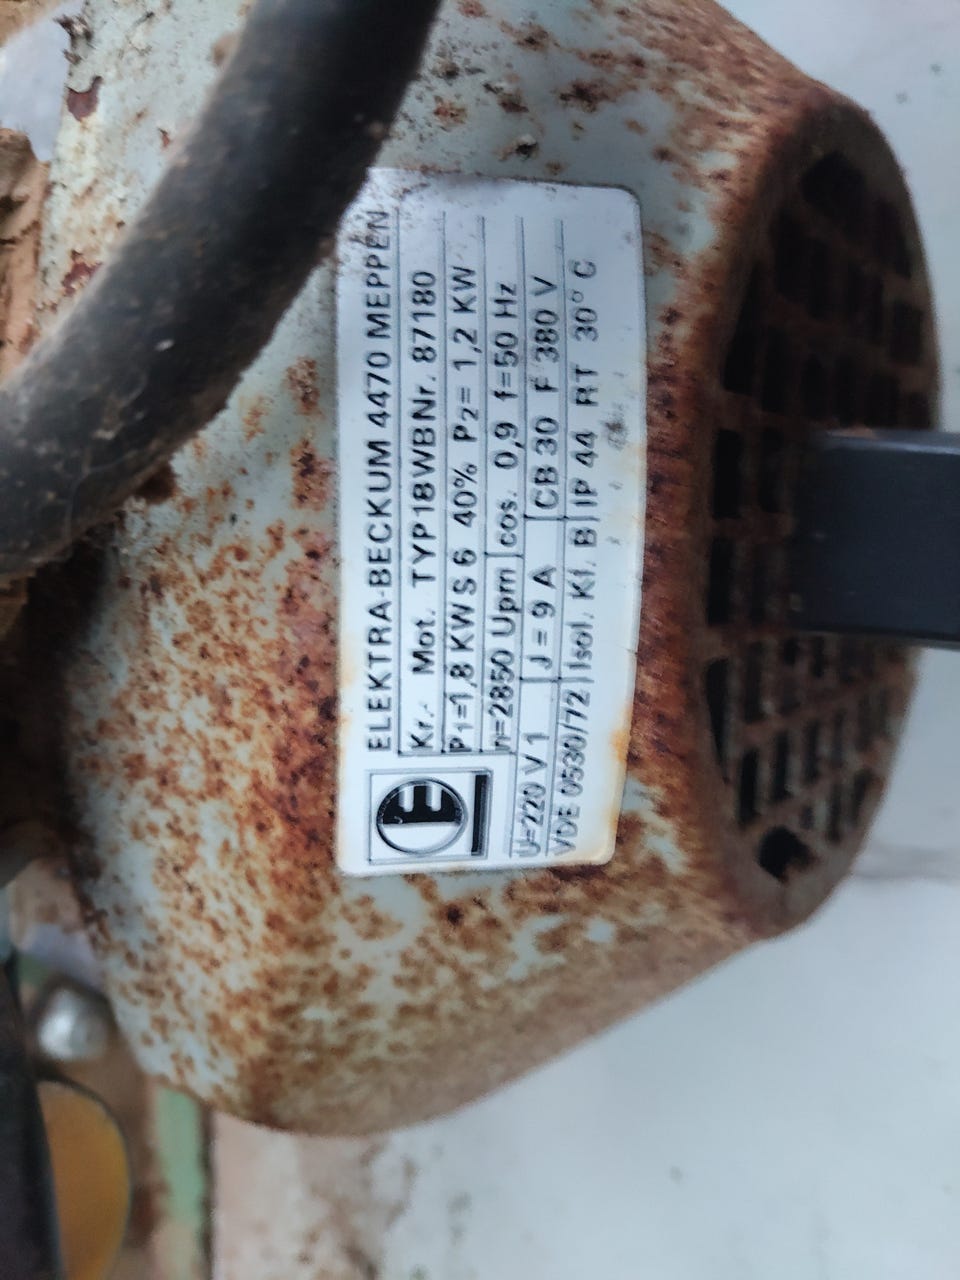 ELEKTRA-BECKUM 4470 MEPPEN
Kr. Mot. TYP18WBNr. 87180
P1=1,8 KW S6 40% P2= 1,2 KW
n=2850 Upm cos. 0,9 f=50 Hz
U=220 V 1 J = 9 A CB 30 F 380 V
VDE 0530/72 Isol. Kl. B IP 44 RT 30° C
E